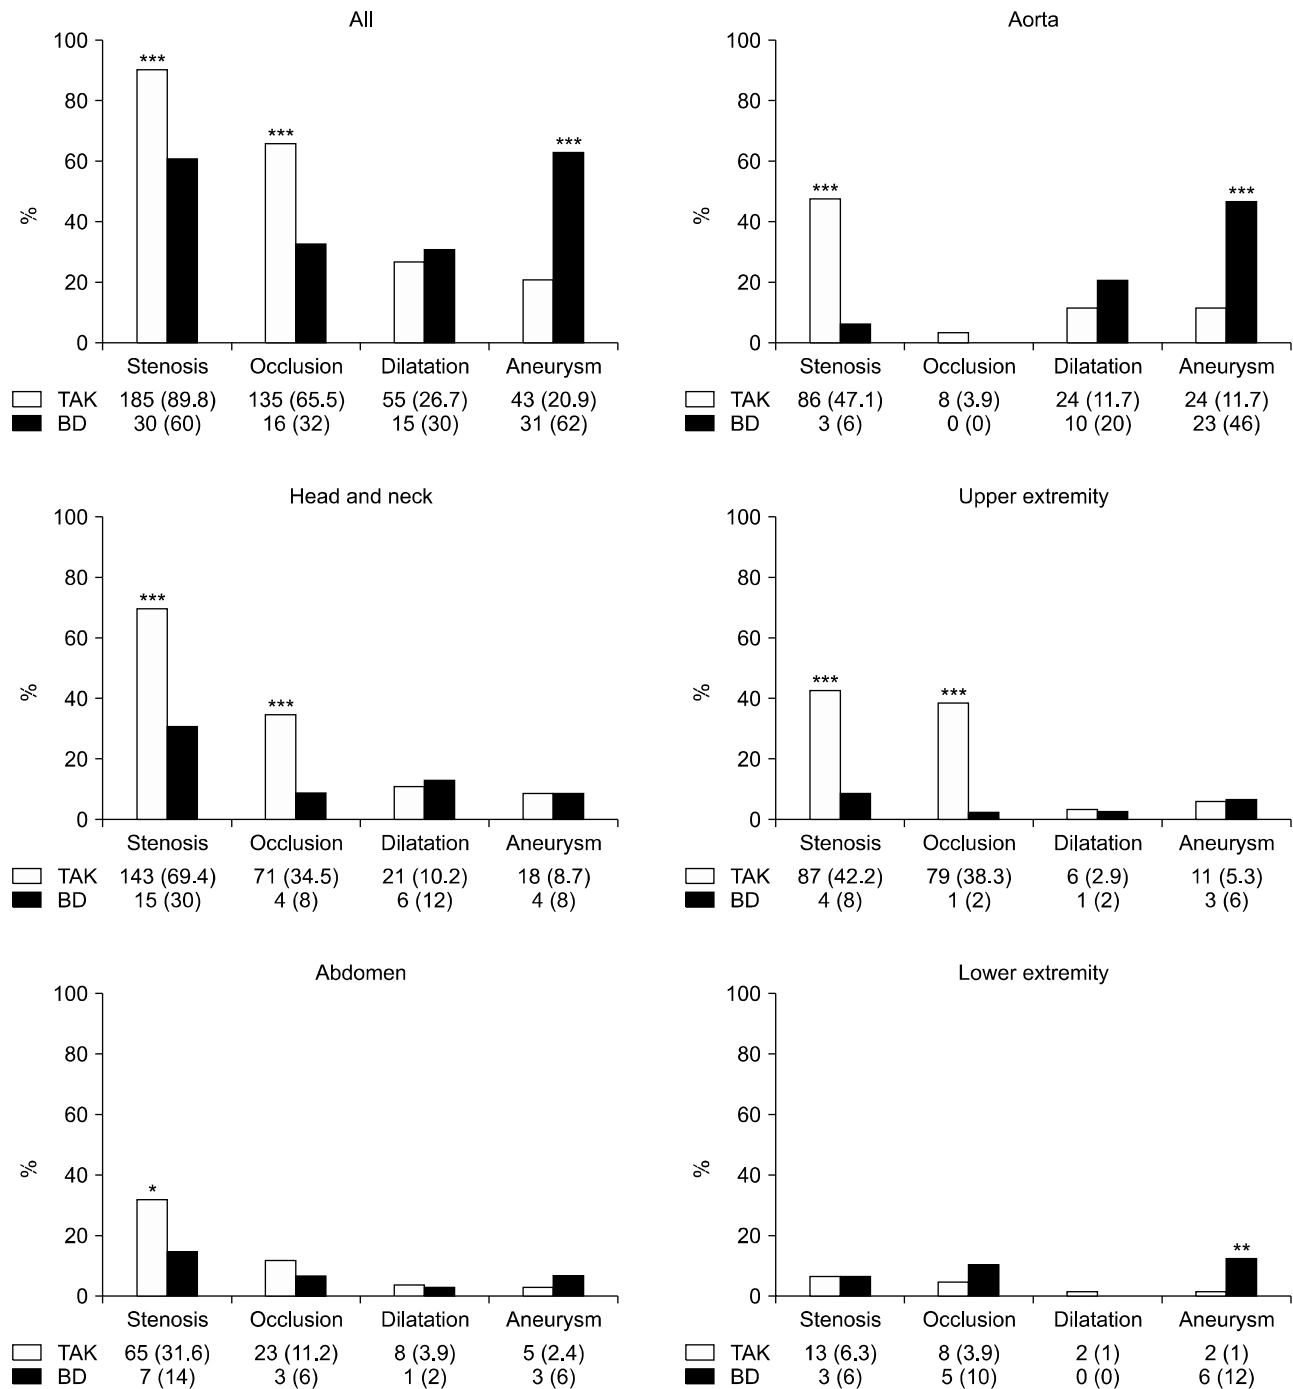 All
100
80
60
40
20
0
%
***
***
***
Stenosis Occlusion Dilatation Aneurysm
TAK 185 (89.8) 135 (65.5) 55 (26.7) 43 (20.9)
BD 30 (60) 16 (32) 15 (30) 31 (62)
Aorta
100
80
60
40
20
0
%
***
***
Stenosis Occlusion Dilatation Aneurysm
TAK 86 (47.1) 8 (3.9) 24 (11.7) 24 (11.7)
BD 3 (6) 0 (0) 10 (20) 23 (46)
Head and neck
100
80
60
40
20
0
%
***
***
Stenosis Occlusion Dilatation Aneurysm
TAK 143 (69.4) 71 (34.5) 21 (10.2) 18 (8.7)
BD 15 (30) 4 (8) 6 (12) 4 (8)
Upper extremity
100
80
60
40
20
0
%
***
***
Stenosis Occlusion Dilatation Aneurysm
TAK 87 (42.2) 79 (38.3) 6 (2.9) 11 (5.3)
BD 4 (8) 1 (2) 1 (2) 3 (6)
Abdomen
100
80
60
40
20
0
%
*
Stenosis Occlusion Dilatation Aneurysm
TAK 65 (31.6) 23 (11.2) 8 (3.9) 5 (2.4)
BD 7 (14) 3 (6) 1 (2) 3 (6)
Lower extremity
100
80
60
40
20
0
%
**
Stenosis Occlusion Dilatation Aneurysm
TAK 13 (6.3) 8 (3.9) 2 (1) 2 (1)
BD 3 (6) 5 (10) 0 (0) 6 (12)